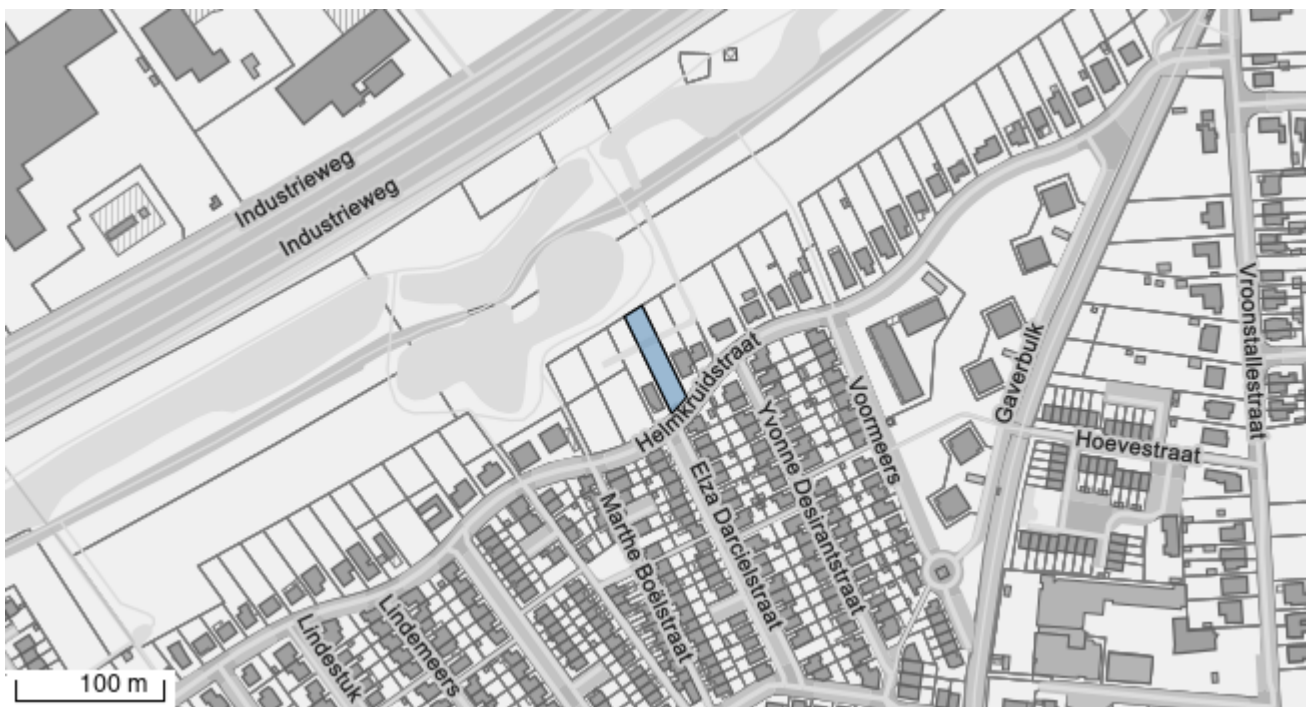 Industrieweg
Industrieweg
Helmkruidstraat
Gaverbulk
Vroonstallestraat
Voormeers
Hoevestraat
Yvonne Desirantstraat
Elza Darcielstraat
Marthe Boëlstraat
Lindemeers
Lindestuk
100 m